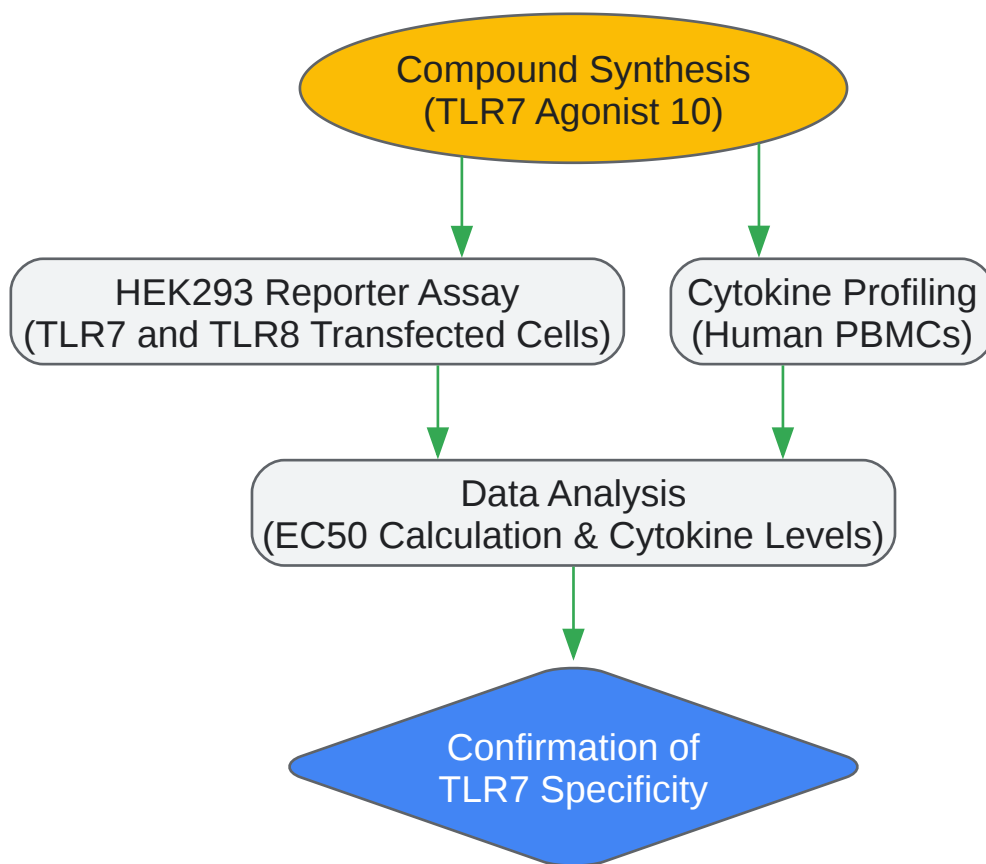 Compound Synthesis
(TLR7 Agonist 10)
HEK293 Reporter Assay
(TLR7 and TLR8 Transfected Cells)
Cytokine Profiling
(Human PBMCs)
Data Analysis
(EC50 Calculation & Cytokine Levels)
Confirmation of
TLR7 Specificity